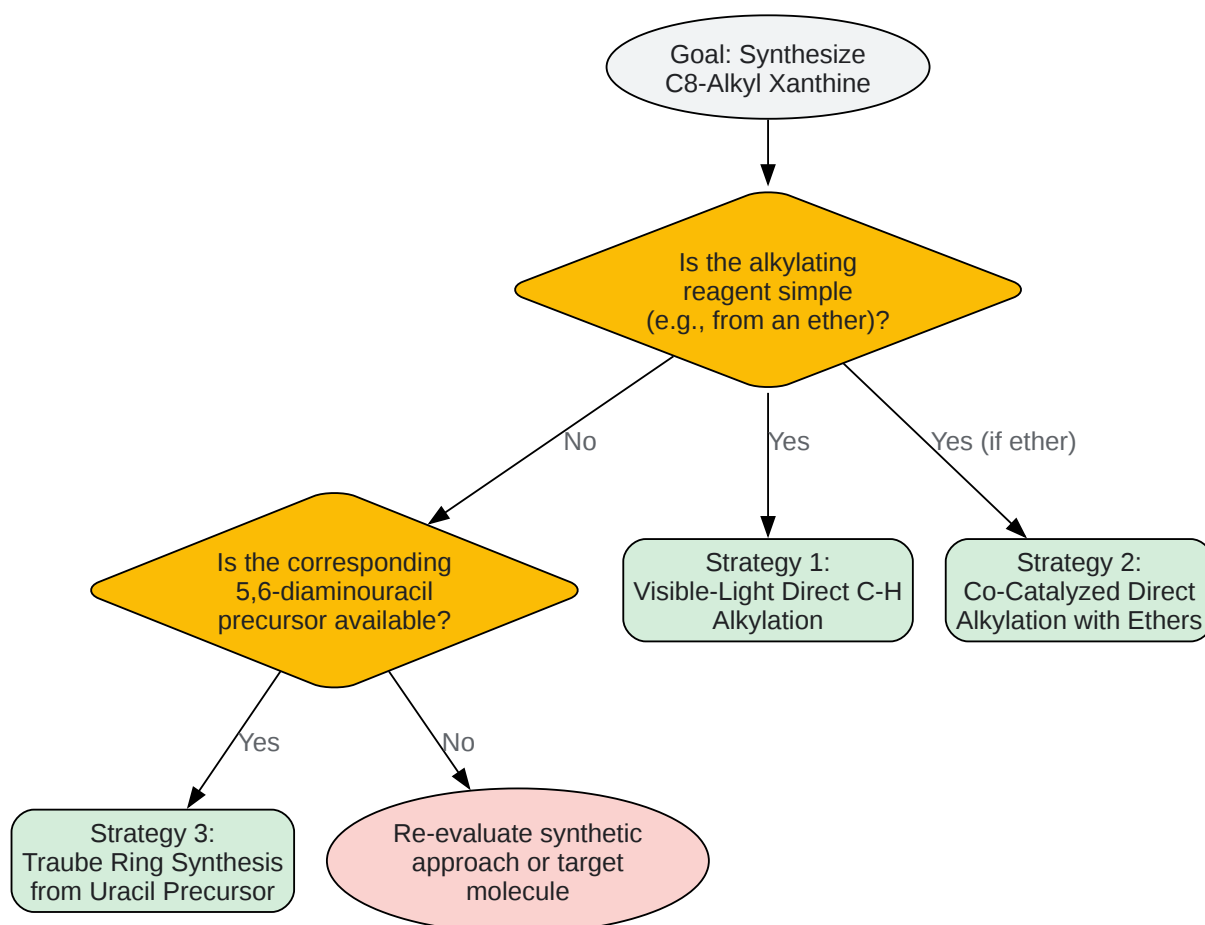 Goal: Synthesize
C8-Alkyl Xanthine
Is the alkylating
reagent simple
(e.g., from an ether)?
No
Yes
Yes (if ether)
Is the corresponding
5,6-diaminouracil
precursor available?
Strategy 1:
Visible-Light Direct C-H
Alkylation
Strategy 2:
Co-Catalyzed Direct
Alkylation with Ethers
Yes
No
Strategy 3:
Traube Ring Synthesis
from Uracil Precursor
Re-evaluate synthetic
approach or target
molecule